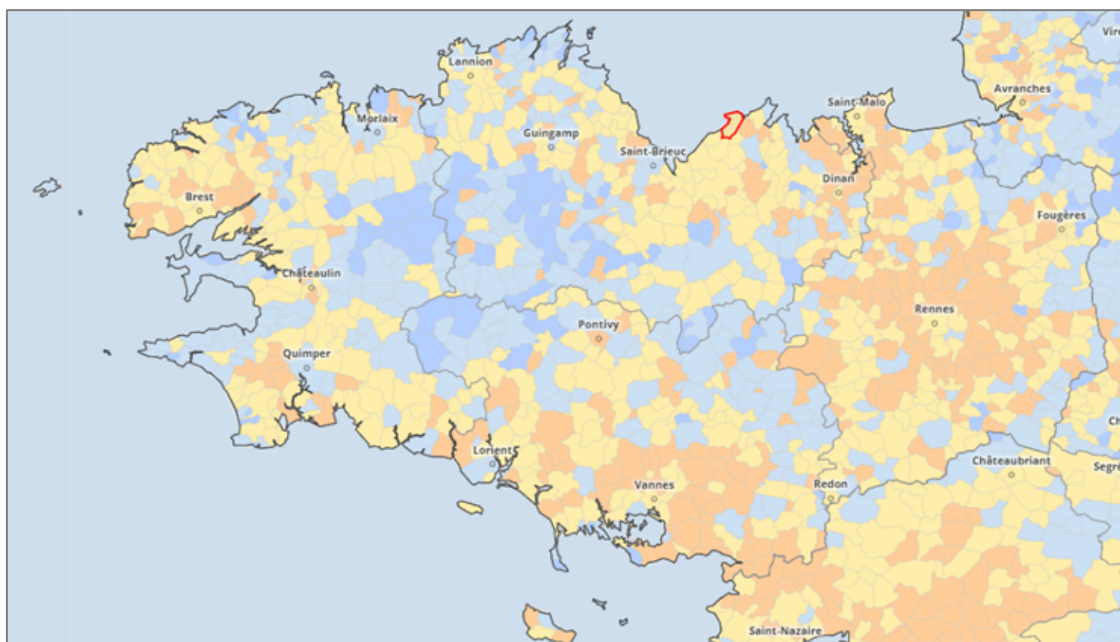 Vire
Lannion
Avranches
Saint-Malo
Morlaix
Guingamp
Saint-Brieuc
Dinan
Brest
Fougères
Châteaulin
Rennes
Pontivy
Quimper
Lorient
Châteaubriant
Vannes
Redon
Saint-Nazaire